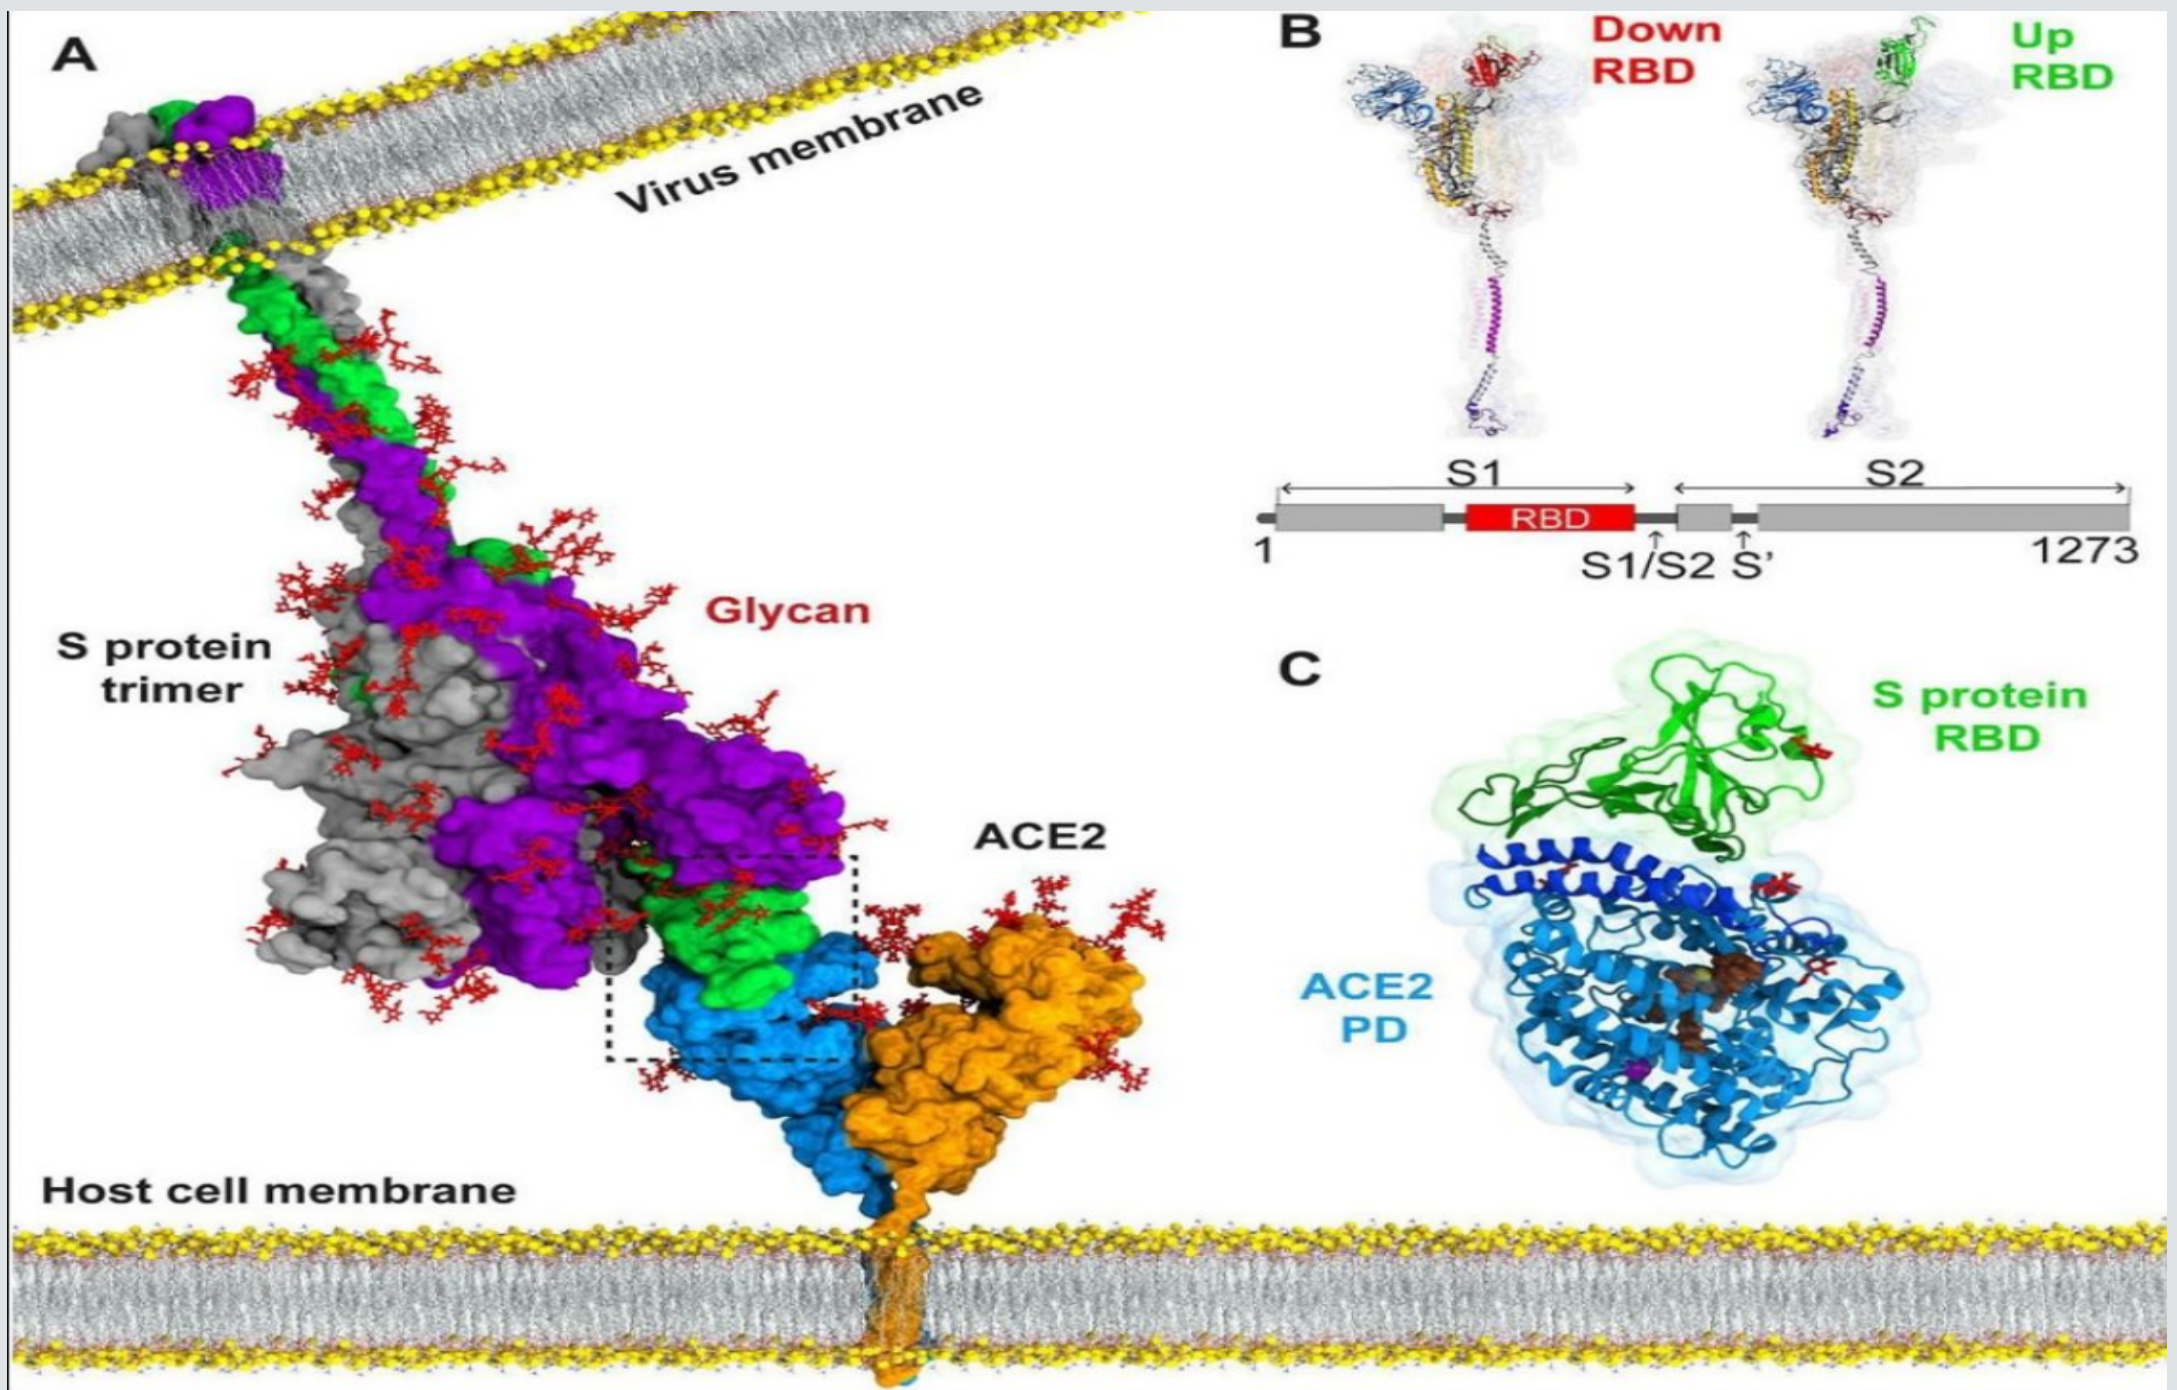 A
Virus membrane
Glycan
S protein
trimer
ACE2
Host cell membrane
B
Down
RBD
Up
RBD
S1
S2
RBD
1
S1/S2
S’
1273
C
S protein
RBD
ACE2
PD